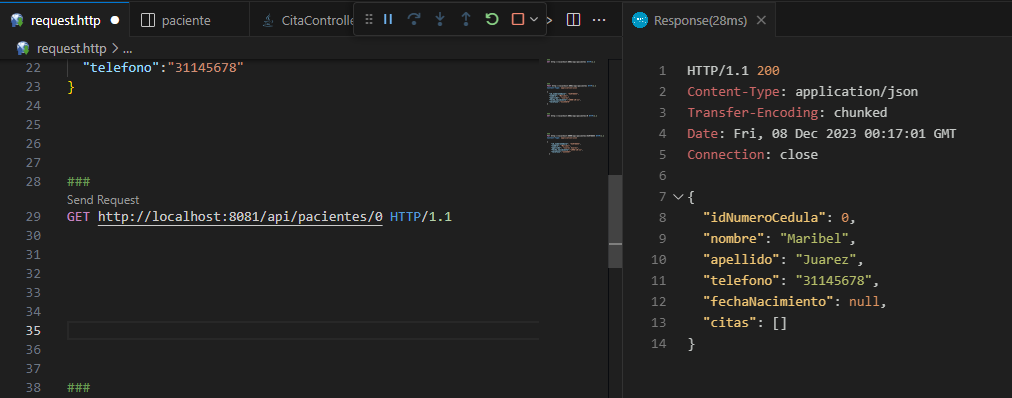 request.http
paciente
CitaControlle
Response(28ms)
request.http > ...
22 "telefono":"31145678"
23 }
24
25
26
27
28 ###
Send Request
29 GET http://localhost:8081/api/pacientes/0 HTTP/1.1
30
31
32
33
34
35
36
37
38 ###
1 HTTP/1.1 200
2 Content-Type: application/json
3 Transfer-Encoding: chunked
4 Date: Fri, 08 Dec 2023 00:17:01 GMT
5 Connection: close
6
7 {
8 "idNumeroCedula": 0,
9 "nombre": "Maribel",
10 "apellido": "Juarez",
11 "telefono": "31145678",
12 "fechaNacimiento": null,
13 "citas": []
14 }